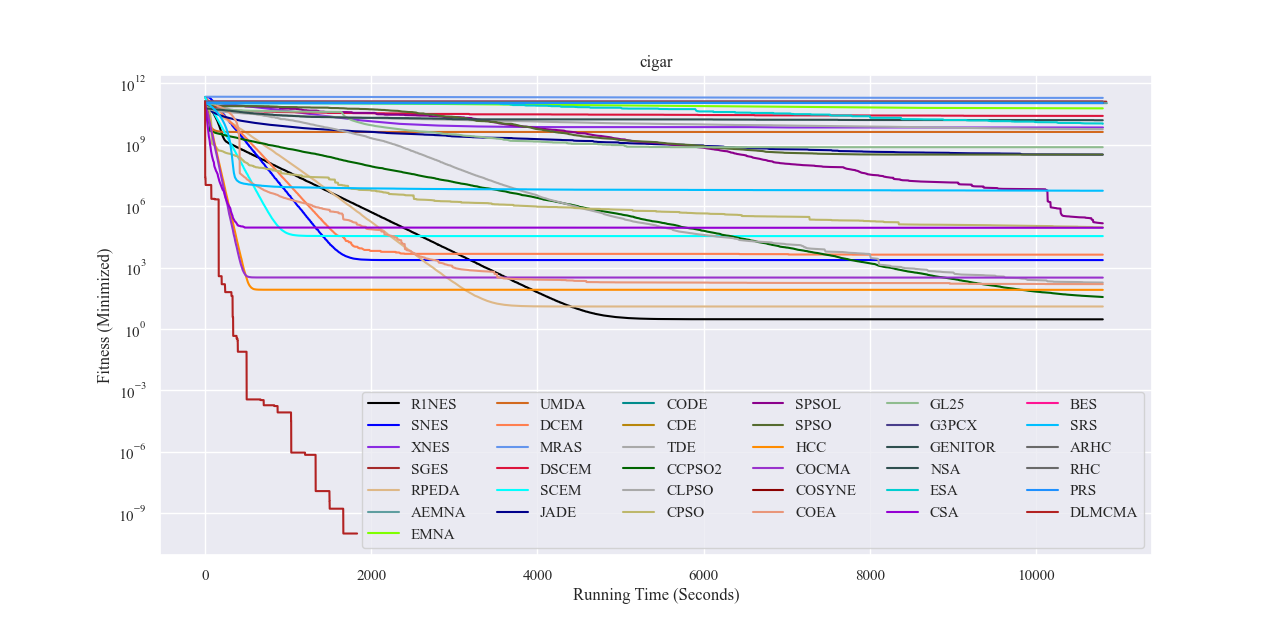 cigar
Fitness (Minimized)
10^12
10^9
10^6
10^3
10^0
10^−3
10^−6
10^−9
R1NES UMDA CODE SPSOL GL25 BES
SNES DCEM CDE SPSO G3PCX SRS
XNES MRAS TDE HCC GENITOR ARHC
SGES DSCEM CCPSO2 COCMA NSA RHC
RPEDA SCEM CLPSO COSYNE ESA PRS
AEMNA JADE CPSO COEA CSA DLMCMA
EMNA
0 2000 4000 6000 8000 10000
Running Time (Seconds)